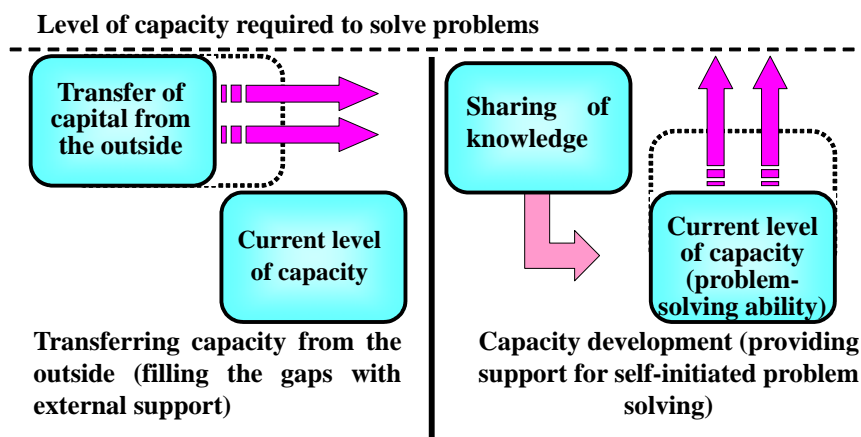 Level of capacity required to solve problems
Transfer of
capital from
the outside
Current level
of capacity
Transferring capacity from the
outside (filling the gaps with
external support)
Sharing of
knowledge
Current level
of capacity
(problem-
solving ability)
Capacity development (providing
support for self-initiated problem
solving)